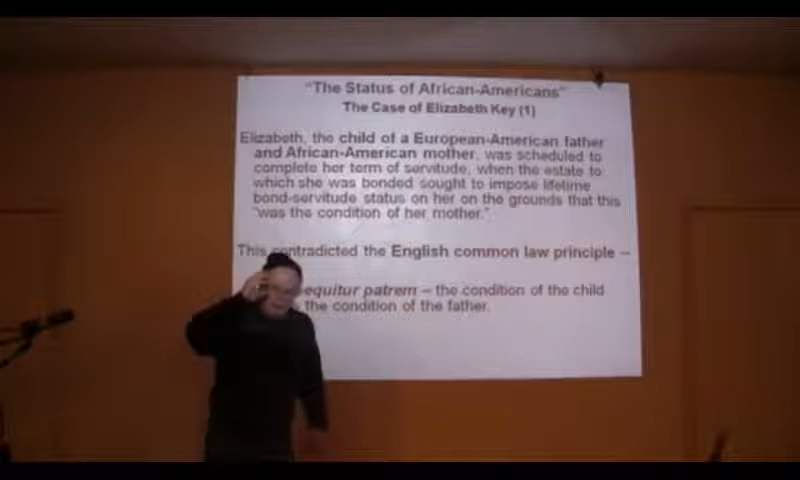 "The Status of African-Americans"
The Case of Elizabeth Key (1)
Elizabeth, the child of a European-American father
and African-American mother, was scheduled to
complete her term of servitude, when the estate to
which she was bonded sought to impose lifetime
bond-servitude status on her on the grounds that this
"was the condition of her mother."
This contradicted the English common law principle –
equitur patrem – the condition of the child
the condition of the father.